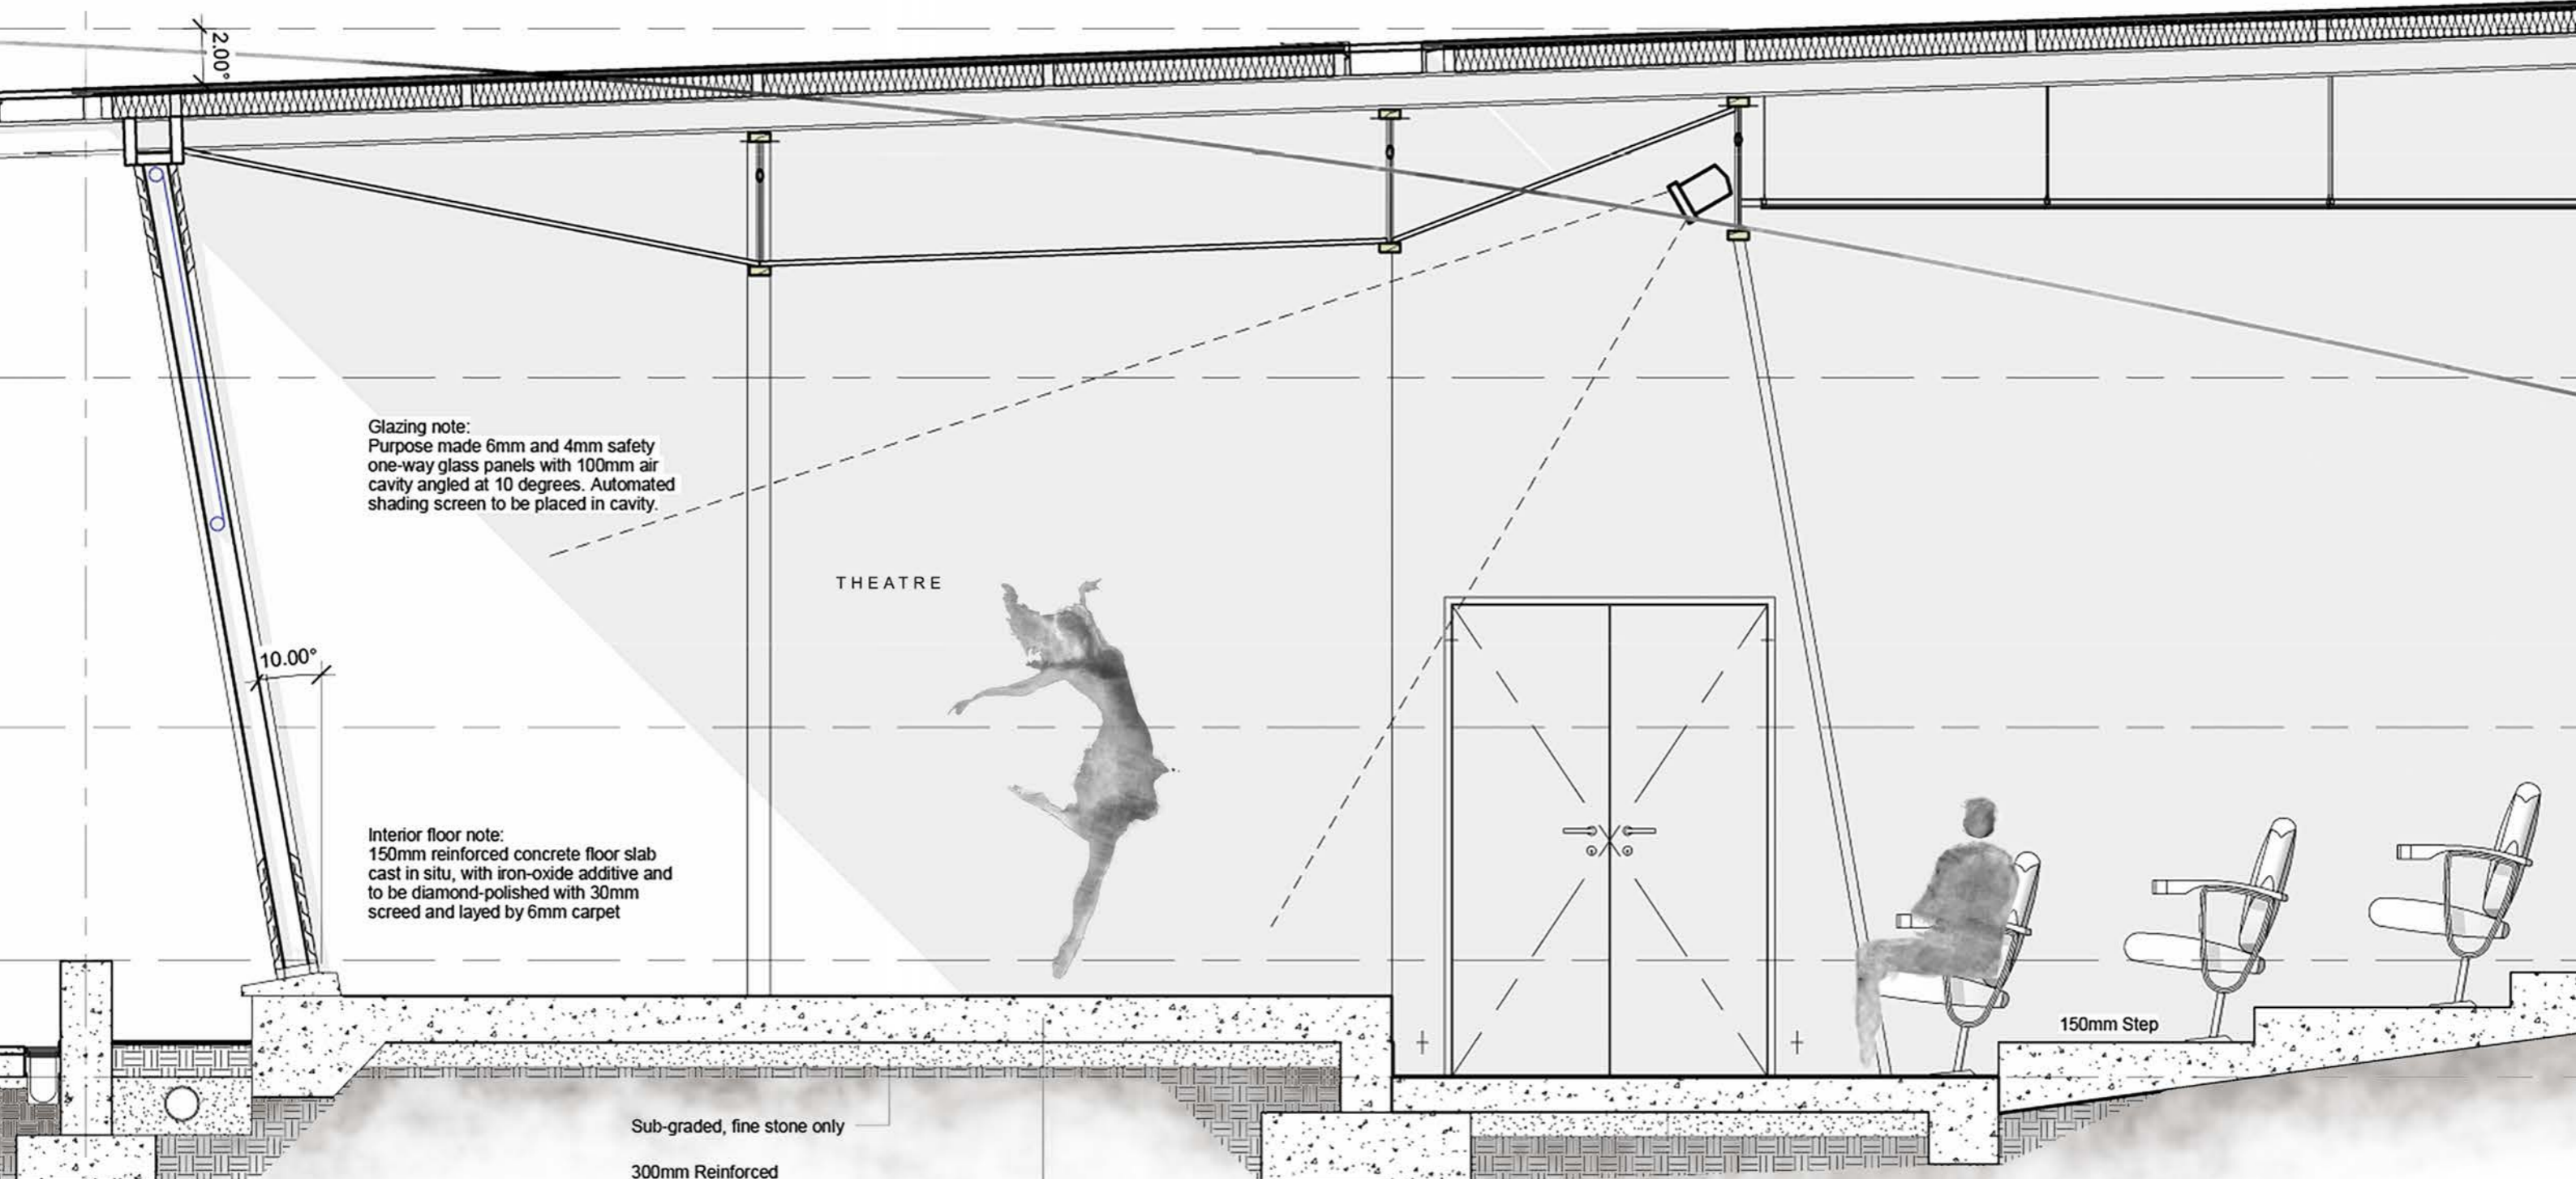 2.00°
Glazing note:
Purpose made 6mm and 4mm safety
one-way glass panels with 100mm air
cavity angled at 10 degrees. Automated
shading screen to be placed in cavity.
THEATRE
10.00°
Interior floor note:
150mm reinforced concrete floor slab
cast in situ, with iron-oxide additive and
to be diamond-polished with 30mm
screed and layed by 6mm carpet
150mm Step
Sub-graded, fine stone only
300mm Reinforced